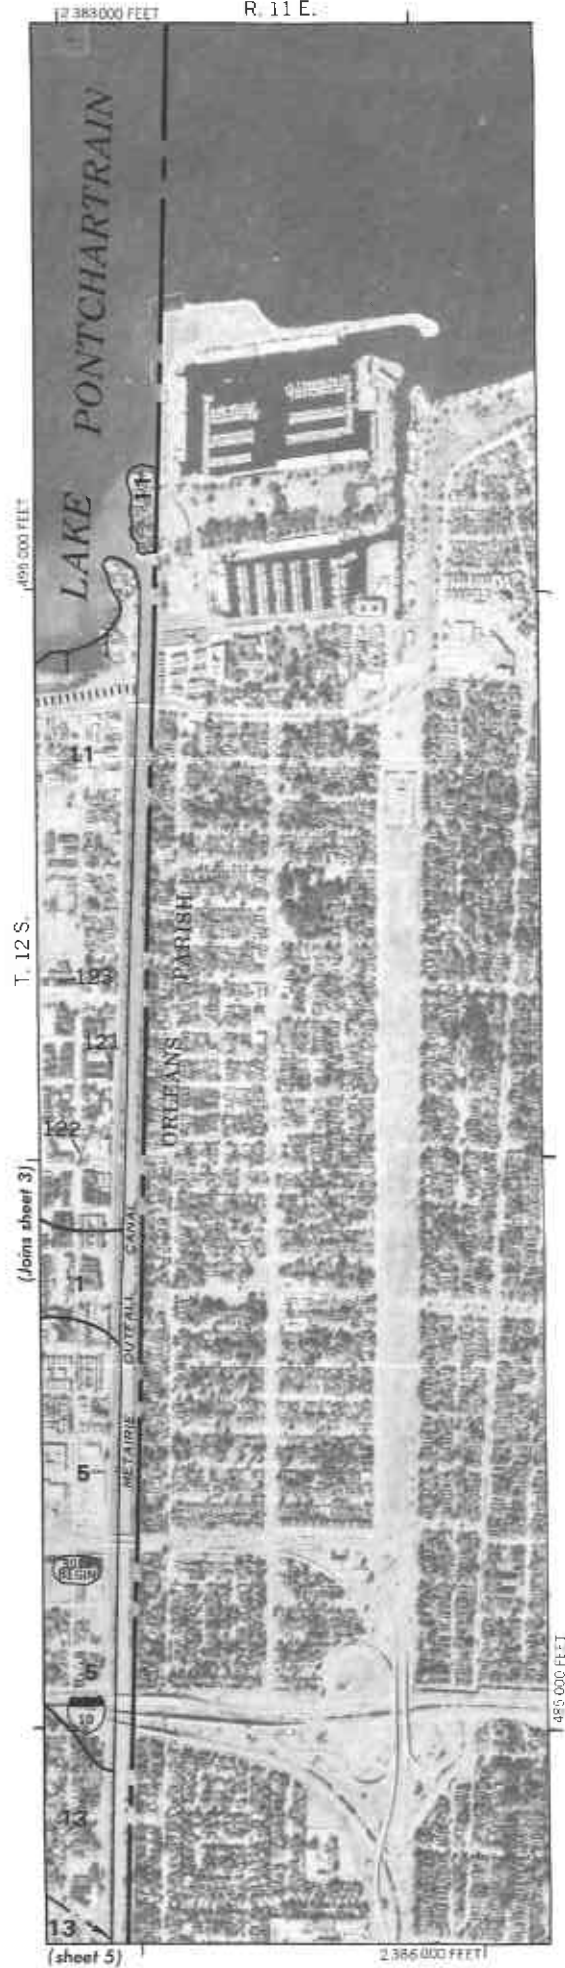 2 383 000 FEET
R. 11 E.
LAKE PONTCHARTRAIN
11
495 000 FEET
11
T. 12 S.
ORLEANS PARISH
123
121
122
(Joins sheet 3)
1
METAIRIE OUTFALL CANAL
5
5
10
485 000 FEET
13
13
(sheet 5)
2 386 000 FEET